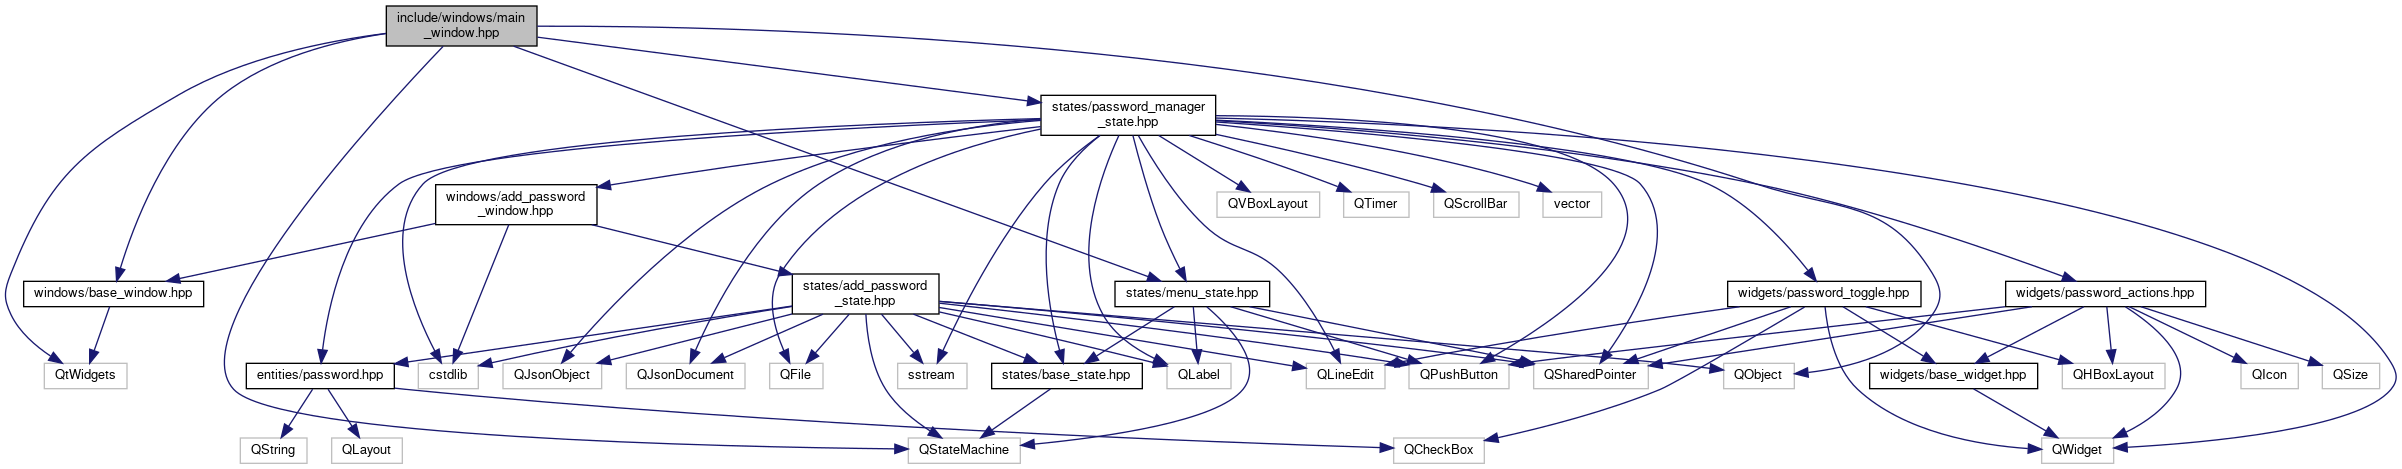 include/windows/main
_window.hpp
states/password_manager
_state.hpp
windows/add_password
_window.hpp
QVBoxLayout
QTimer
QScrollBar
vector
windows/base_window.hpp
states/add_password
_state.hpp
states/menu_state.hpp
widgets/password_toggle.hpp
widgets/password_actions.hpp
QtWidgets
entities/password.hpp
cstdlib
QJsonObject
QJsonDocument
QFile
sstream
states/base_state.hpp
QLabel
QLineEdit
QPushButton
QSharedPointer
QObject
widgets/base_widget.hpp
QHBoxLayout
QIcon
QSize
QString
QLayout
QStateMachine
QCheckBox
QWidget